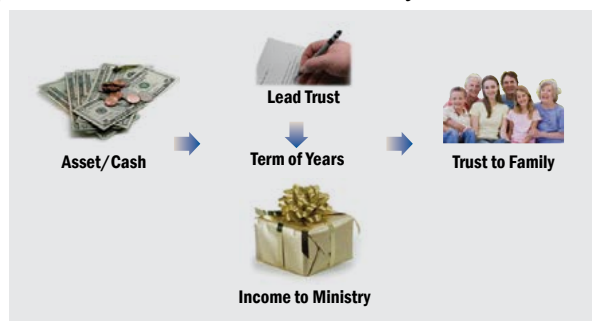 Lead Trust
Asset/Cash
Term of Years
Trust to Family
Income to Ministry